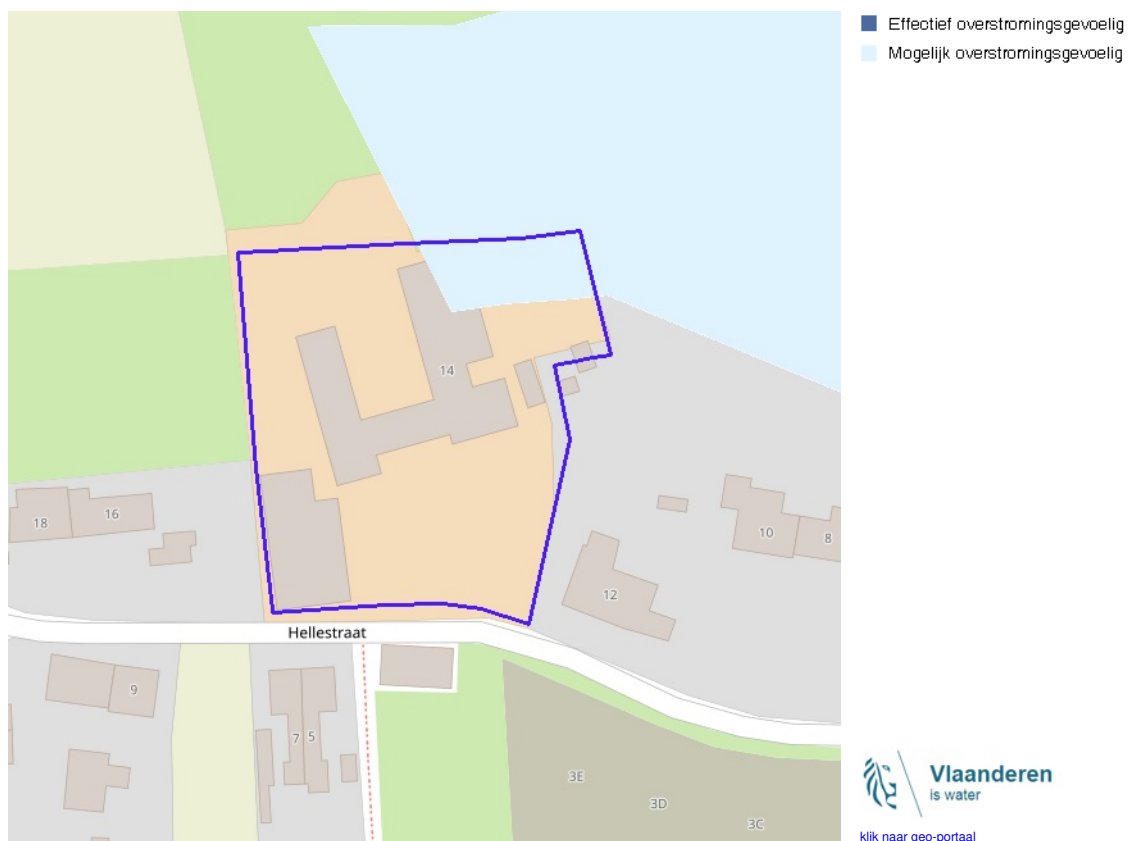 Effectief overstromingsgevoelig
Mogelijk overstromingsgevoelig
14
18
16
10
8
12
Hellestraat
9
7
5
3E
3D
3C
Vlaanderen
is water
klik naar geo-portaal